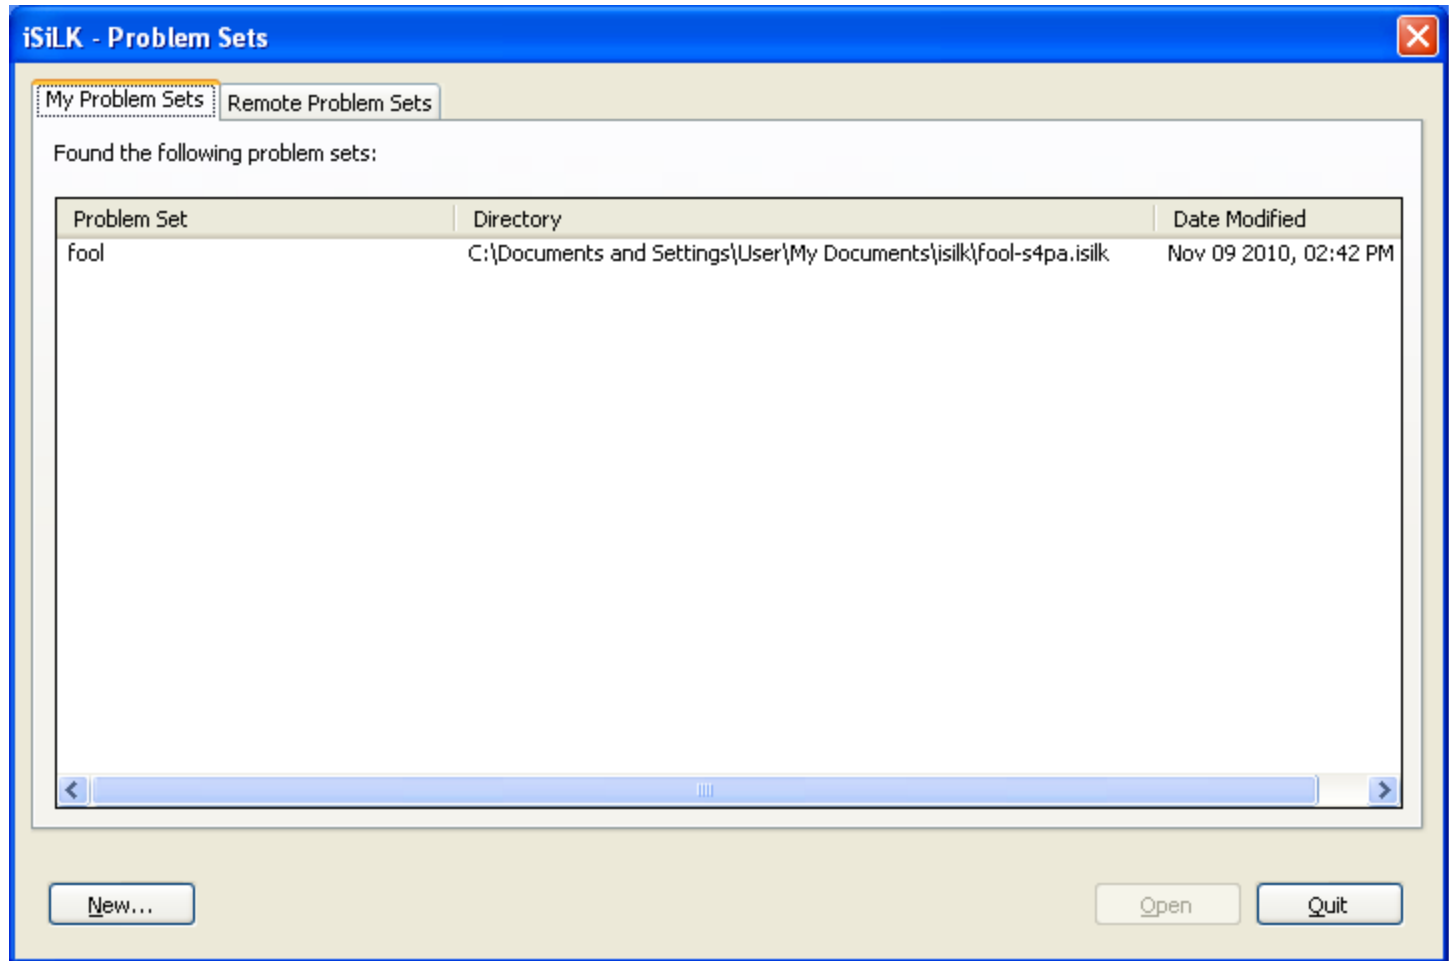 iSiLK - Problem Sets
My Problem Sets Remote Problem Sets
Found the following problem sets:
Problem Set Directory Date Modified
fool C:\Documents and Settings\User\My Documents\isilk\fool-s4pa.isilk Nov 09 2010, 02:42 PM
New... Open Quit